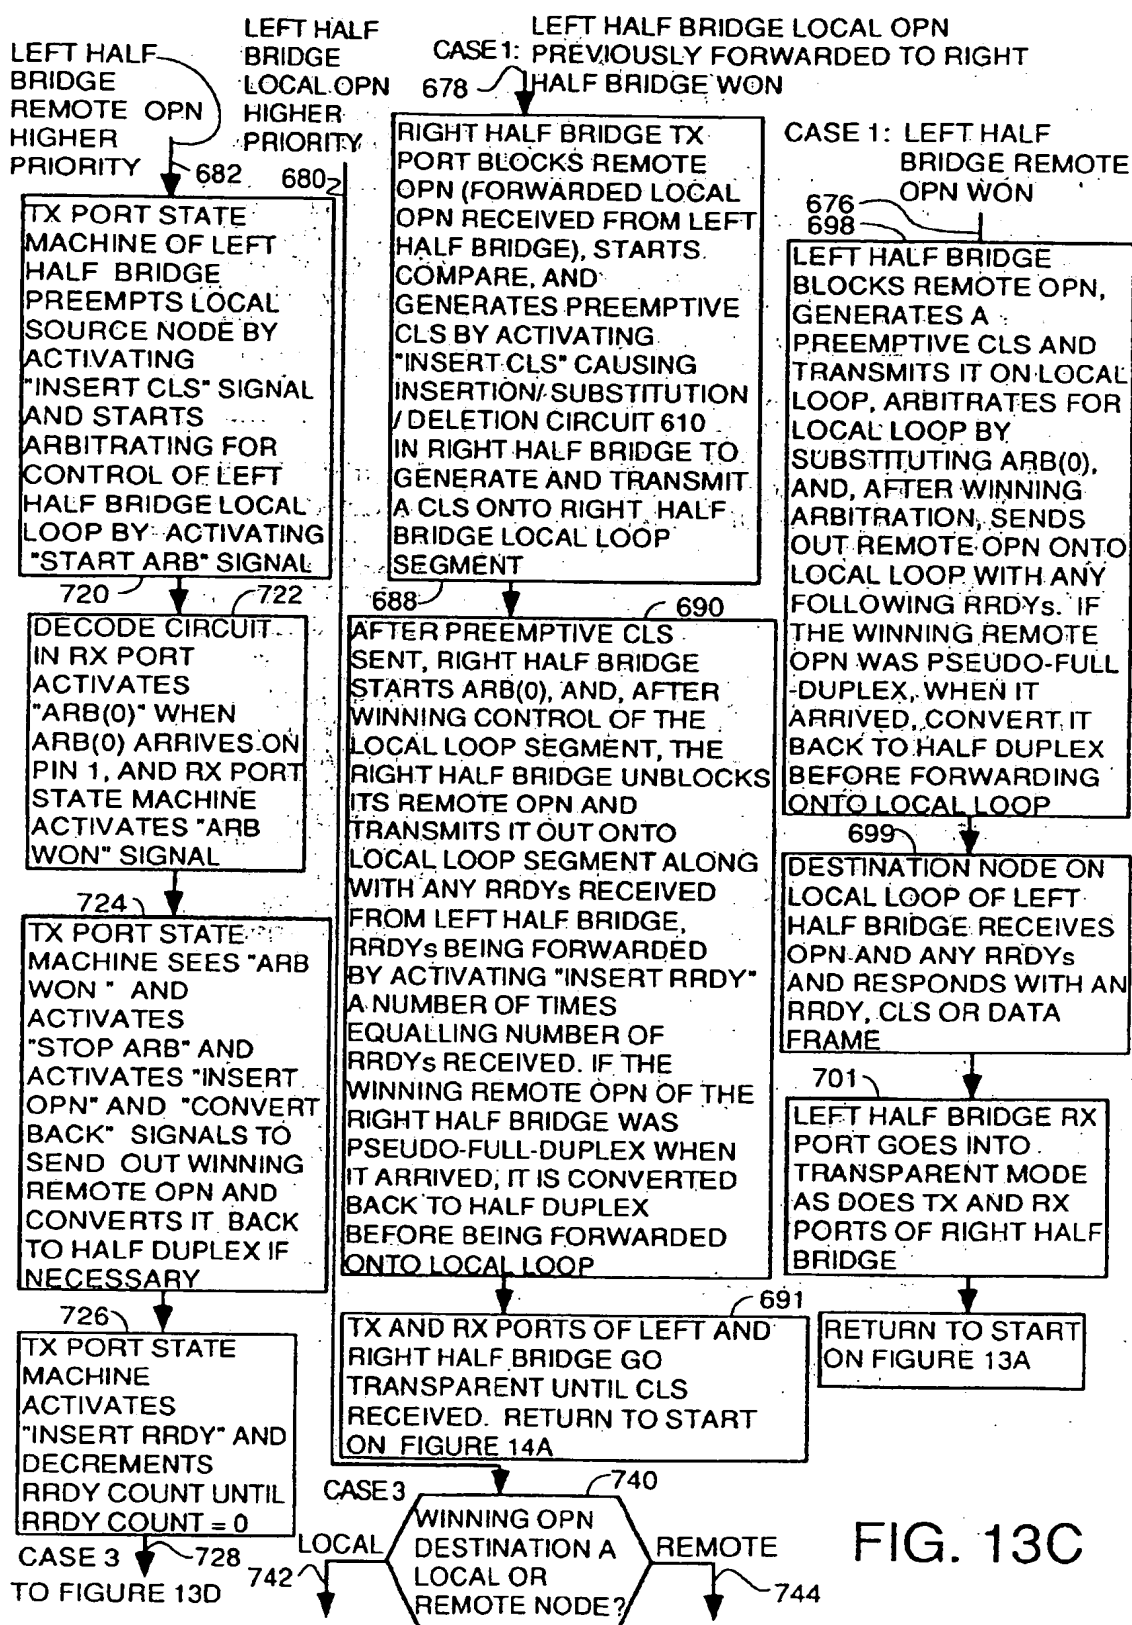 LEFT HALF
BRIDGE
REMOTE OPN
HIGHER
PRIORITY
682
TX PORT STATE
MACHINE OF LEFT
HALF BRIDGE
PREEMPTS LOCAL
SOURCE NODE BY
ACTIVATING
"INSERT CLS" SIGNAL
AND STARTS
ARBITRATING FOR
CONTROL OF LEFT
HALF BRIDGE LOCAL
LOOP BY ACTIVATING
"START ARB" SIGNAL
720
722
DECODE CIRCUIT
IN RX PORT
ACTIVATES
"ARB(0)" WHEN
ARB(0) ARRIVES ON
PIN 1, AND RX PORT
STATE MACHINE
ACTIVATES "ARB
WON" SIGNAL
724
TX PORT STATE
MACHINE SEES "ARB
WON" AND
ACTIVATES
"STOP ARB" AND
ACTIVATES "INSERT
OPN" AND "CONVERT
BACK" SIGNALS TO
SEND OUT WINNING
REMOTE OPN AND
CONVERTS IT BACK
TO HALF DUPLEX IF
NECESSARY
726
TX PORT STATE
MACHINE
ACTIVATES
"INSERT RRDY" AND
DECREMENTS
RRDY COUNT UNTIL
RRDY COUNT = 0
CASE 3
728
TO FIGURE 13D
LEFT HALF
BRIDGE
LOCAL OPN
HIGHER
PRIORITY
680
LEFT HALF BRIDGE LOCAL OPN
CASE 1: PREVIOUSLY FORWARDED TO RIGHT
678 HALF BRIDGE WON
RIGHT HALF BRIDGE TX
PORT BLOCKS REMOTE
OPN (FORWARDED LOCAL
OPN RECEIVED FROM LEFT
HALF BRIDGE), STARTS
COMPARE, AND
GENERATES PREEMPTIVE
CLS BY ACTIVATING
"INSERT CLS" CAUSING
INSERTION/SUBSTITUTION
/DELETION CIRCUIT 610
IN RIGHT HALF BRIDGE TO
GENERATE AND TRANSMIT
A CLS ONTO RIGHT HALF
BRIDGE LOCAL LOOP
SEGMENT
688
690
AFTER PREEMPTIVE CLS
SENT, RIGHT HALF BRIDGE
STARTS ARB(0), AND, AFTER
WINNING CONTROL OF THE
LOCAL LOOP SEGMENT, THE
RIGHT HALF BRIDGE UNBLOCKS
ITS REMOTE OPN AND
TRANSMITS IT OUT ONTO
LOCAL LOOP SEGMENT ALONG
WITH ANY RRDYs RECEIVED
FROM LEFT HALF BRIDGE,
RRDYs BEING FORWARDED
BY ACTIVATING "INSERT RRDY"
A NUMBER OF TIMES
EQUALLING NUMBER OF
RRDYs RECEIVED. IF THE
WINNING REMOTE OPN OF THE
RIGHT HALF BRIDGE WAS
PSEUDO-FULL-DUPLEX WHEN
IT ARRIVED, IT IS CONVERTED
BACK TO HALF DUPLEX
BEFORE BEING FORWARDED
ONTO LOCAL LOOP
691
TX AND RX PORTS OF LEFT AND
RIGHT HALF BRIDGE GO
TRANSPARENT UNTIL CLS
RECEIVED. RETURN TO START
ON FIGURE 14A
CASE 3
740
WINNING OPN
DESTINATION A
LOCAL OR
REMOTE NODE?
LOCAL
742
REMOTE
744
CASE 1: LEFT HALF
BRIDGE REMOTE
OPN WON
676
698
LEFT HALF BRIDGE
BLOCKS REMOTE OPN,
GENERATES A
PREEMPTIVE CLS AND
TRANSMITS IT ON LOCAL
LOOP, ARBITRATES FOR
LOCAL LOOP BY
SUBSTITUTING ARB(0),
AND, AFTER WINNING
ARBITRATION, SENDS
OUT REMOTE OPN ONTO
LOCAL LOOP WITH ANY
FOLLOWING RRDYs. IF
THE WINNING REMOTE
OPN WAS PSEUDO-FULL
-DUPLEX, WHEN IT
ARRIVED, CONVERT IT
BACK TO HALF DUPLEX
BEFORE FORWARDING
ONTO LOCAL LOOP
699
DESTINATION NODE ON
LOCAL LOOP OF LEFT
HALF BRIDGE RECEIVES
OPN AND ANY RRDYs
AND RESPONDS WITH AN
RRDY, CLS OR DATA
FRAME
701
LEFT HALF BRIDGE RX
PORT GOES INTO
TRANSPARENT MODE
AS DOES TX AND RX
PORTS OF RIGHT HALF
BRIDGE
RETURN TO START
ON FIGURE 13A
FIG. 13C